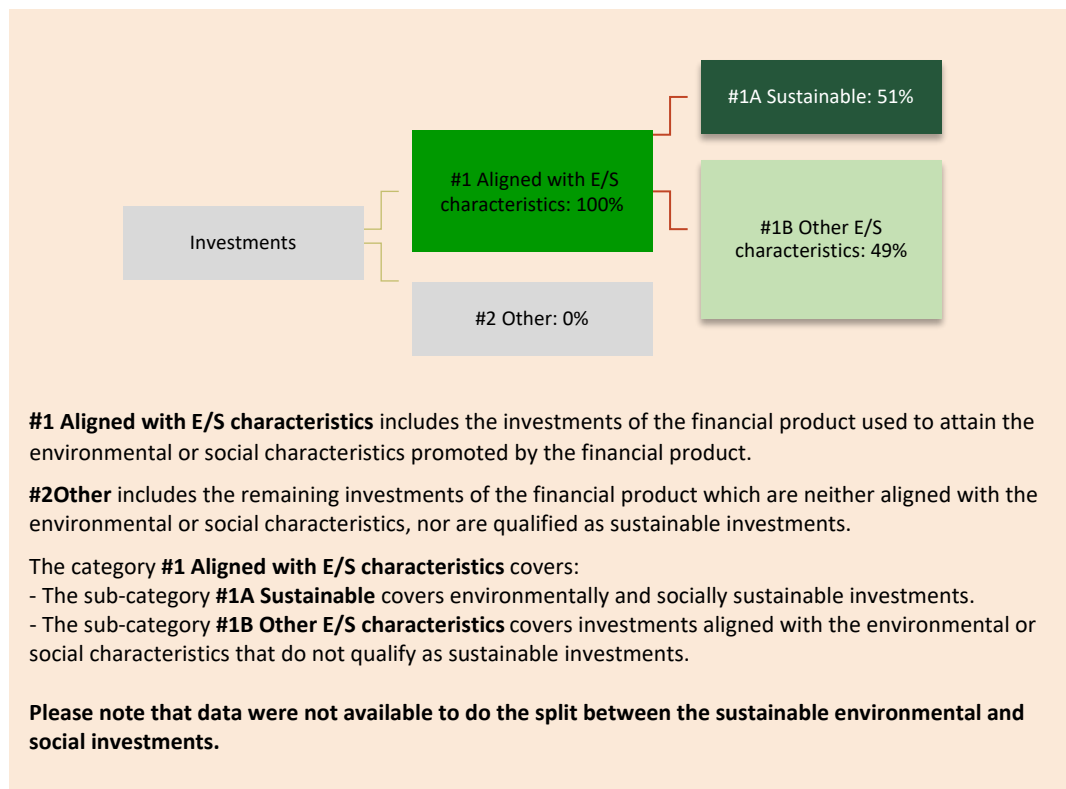 #1A Sustainable: 51%
#1 Aligned with E/S
characteristics: 100%
Investments
#1B Other E/S
characteristics: 49%
#2 Other: 0%
#1 Aligned with E/S characteristics includes the investments of the financial product used to attain the
environmental or social characteristics promoted by the financial product.
#2Other includes the remaining investments of the financial product which are neither aligned with the
environmental or social characteristics, nor are qualified as sustainable investments.
The category #1 Aligned with E/S characteristics covers:
- The sub-category #1A Sustainable covers environmentally and socially sustainable investments.
- The sub-category #1B Other E/S characteristics covers investments aligned with the environmental or
social characteristics that do not qualify as sustainable investments.
Please note that data were not available to do the split between the sustainable environmental and
social investments.